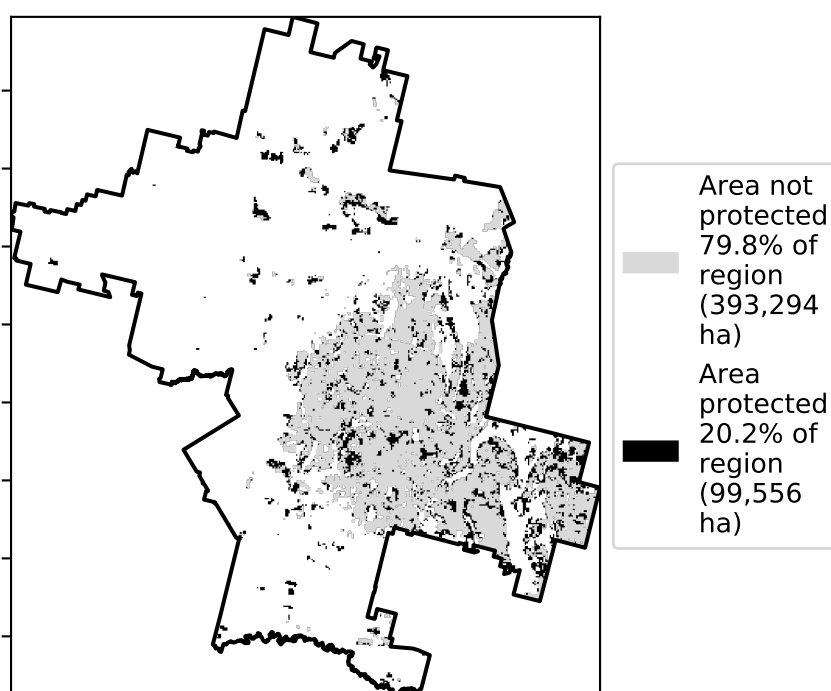 Area not
protected
79.8% of
region
(393,294
ha)
Area
protected
20.2% of
region
(99,556
ha)